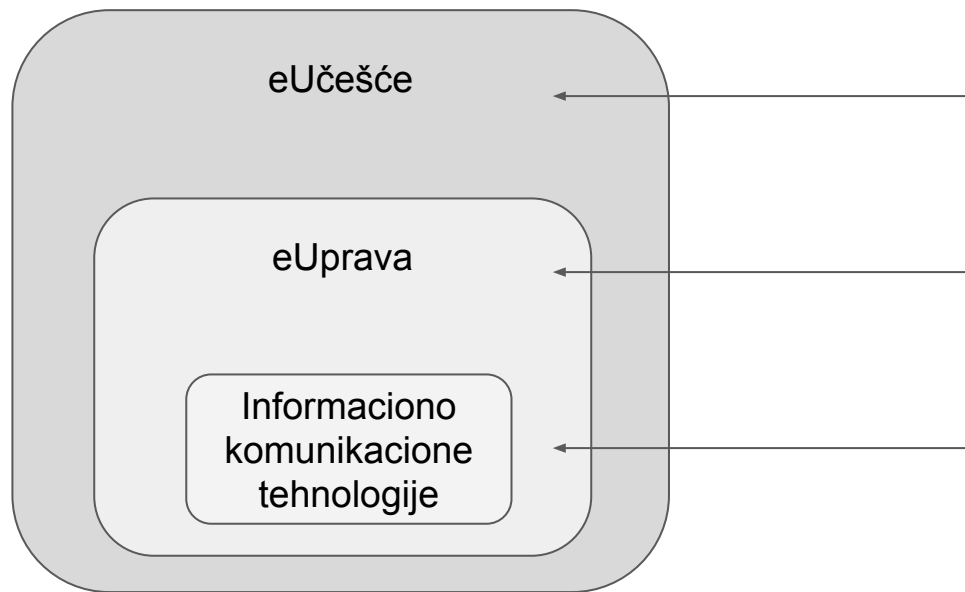 eUčešće
eUprava
Informaciono
komunikacione
tehnologije